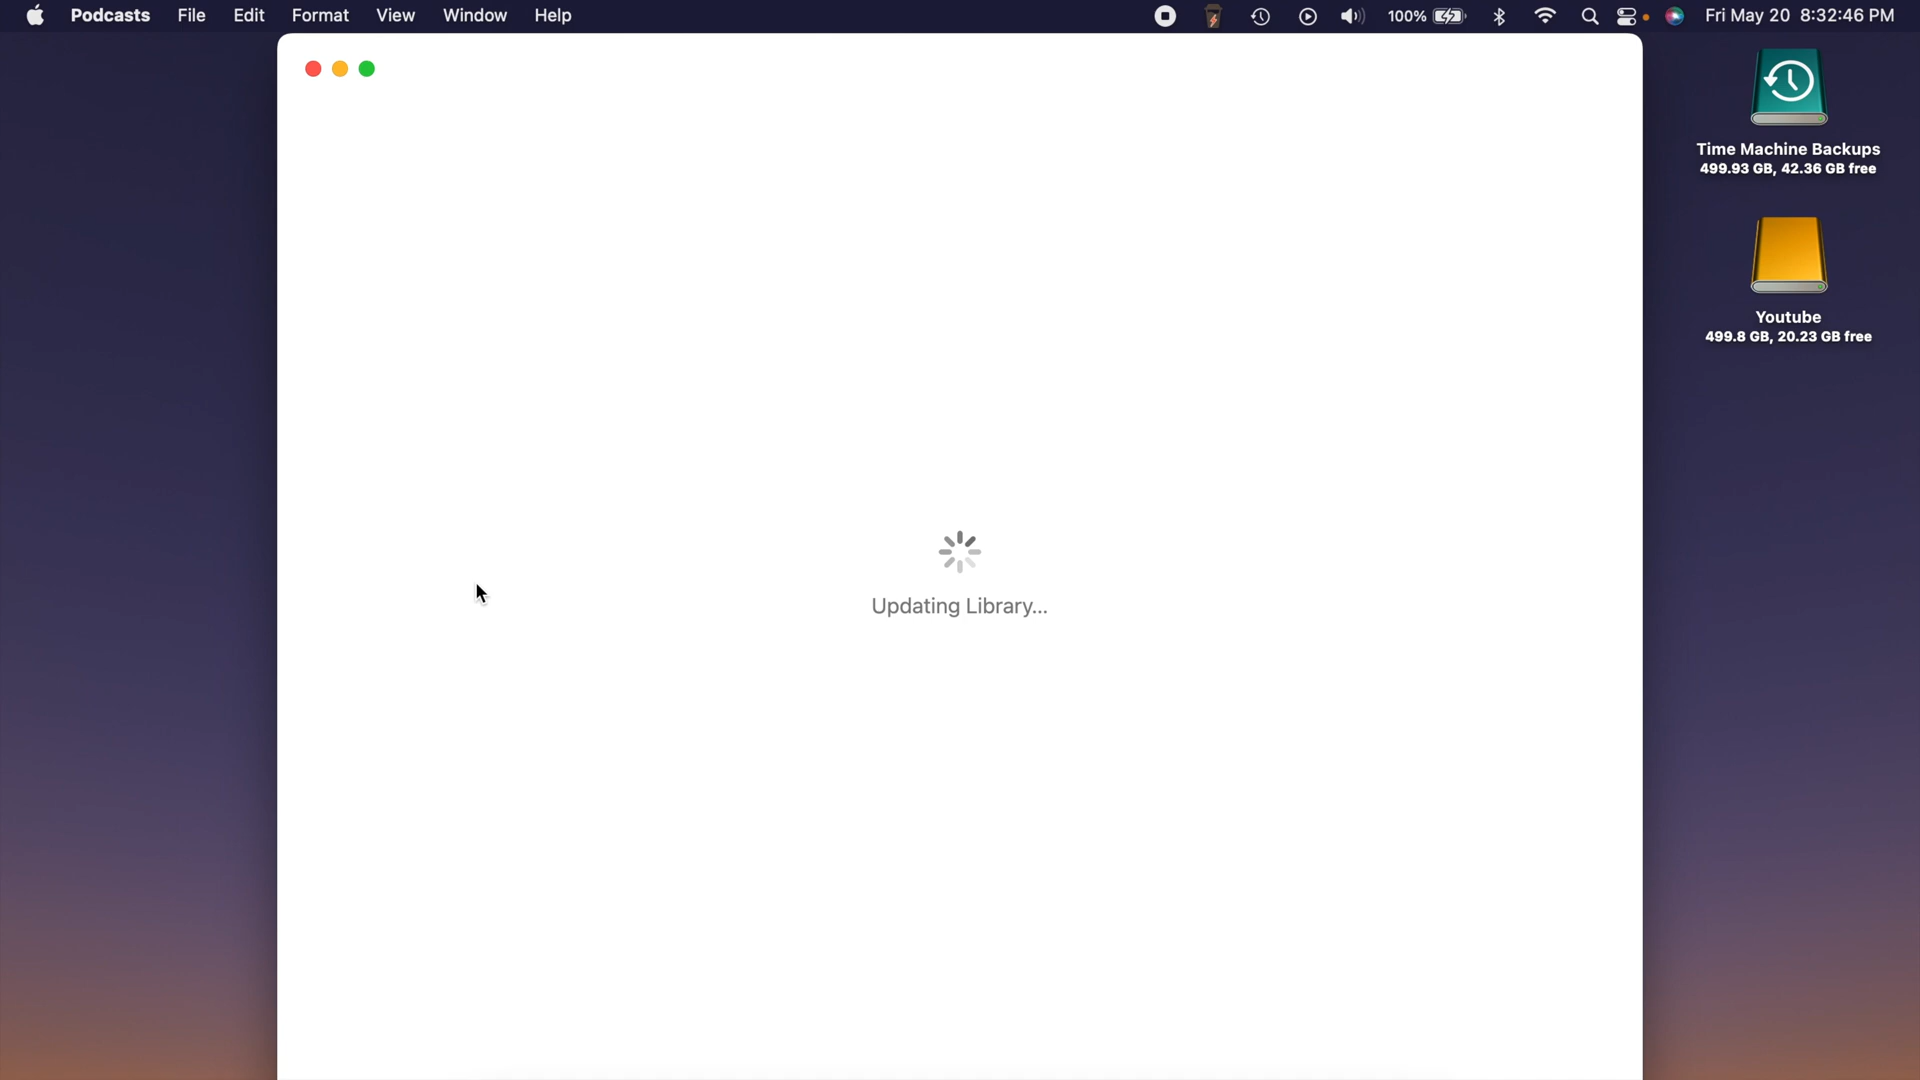 Podcasts File Edit Format View Window Help 100% Fri May 20 8:32:46 PM
Time Machine Backups
499.93 GB, 42.36 GB free
Youtube
499.8 GB, 20.23 GB free
Updating Library...